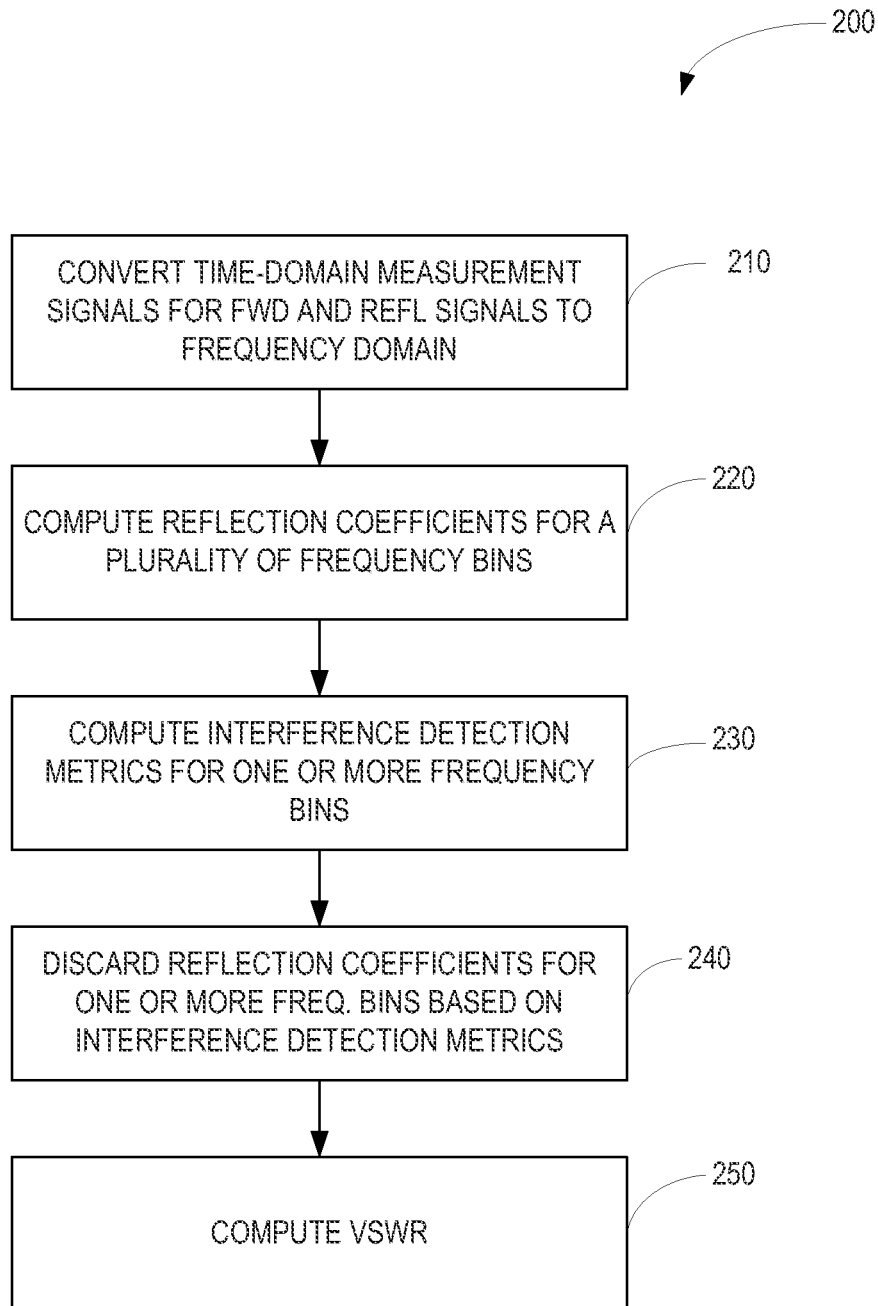 200
CONVERT TIME-DOMAIN MEASUREMENT
SIGNALS FOR FWD AND REFL SIGNALS TO
FREQUENCY DOMAIN
210
COMPUTE REFLECTION COEFFICIENTS FOR A
PLURALITY OF FREQUENCY BINS
220
COMPUTE INTERFERENCE DETECTION
METRICS FOR ONE OR MORE FREQUENCY
BINS
230
DISCARD REFLECTION COEFFICIENTS FOR
ONE OR MORE FREQ. BINS BASED ON
INTERFERENCE DETECTION METRICS
240
COMPUTE VSWR
250